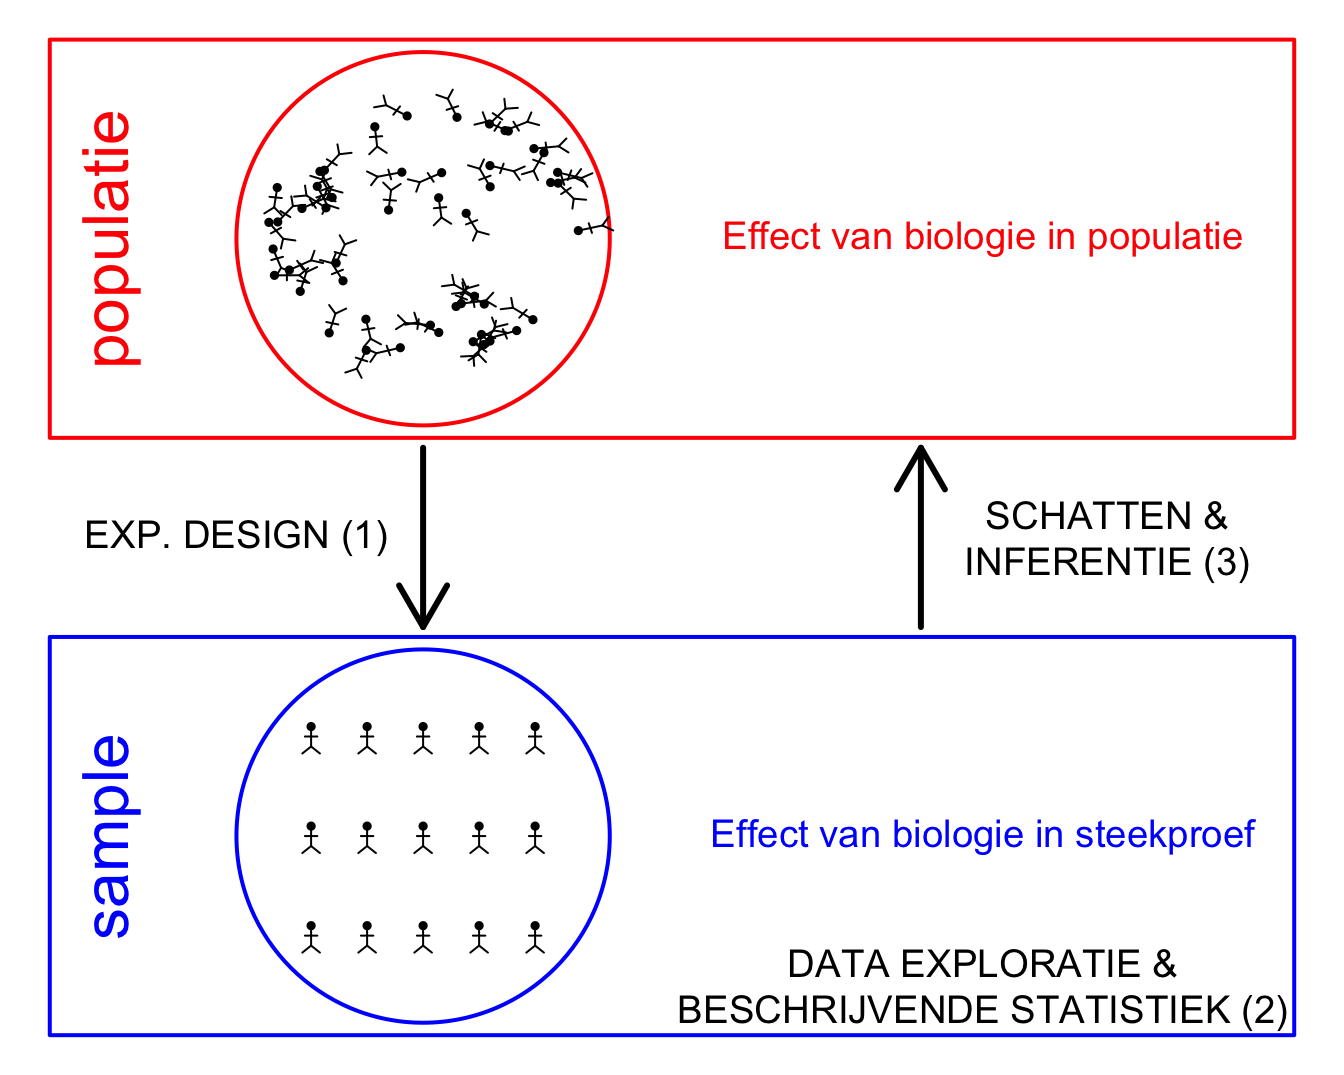 populatie
Effect van biologie in populatie
EXP. DESIGN (1)
SCHATTEN &
INFERENTIE (3)
sample
Effect van biologie in steekproef
DATA EXPLORATIE &
BESCHRIJVENDE STATISTIEK (2)